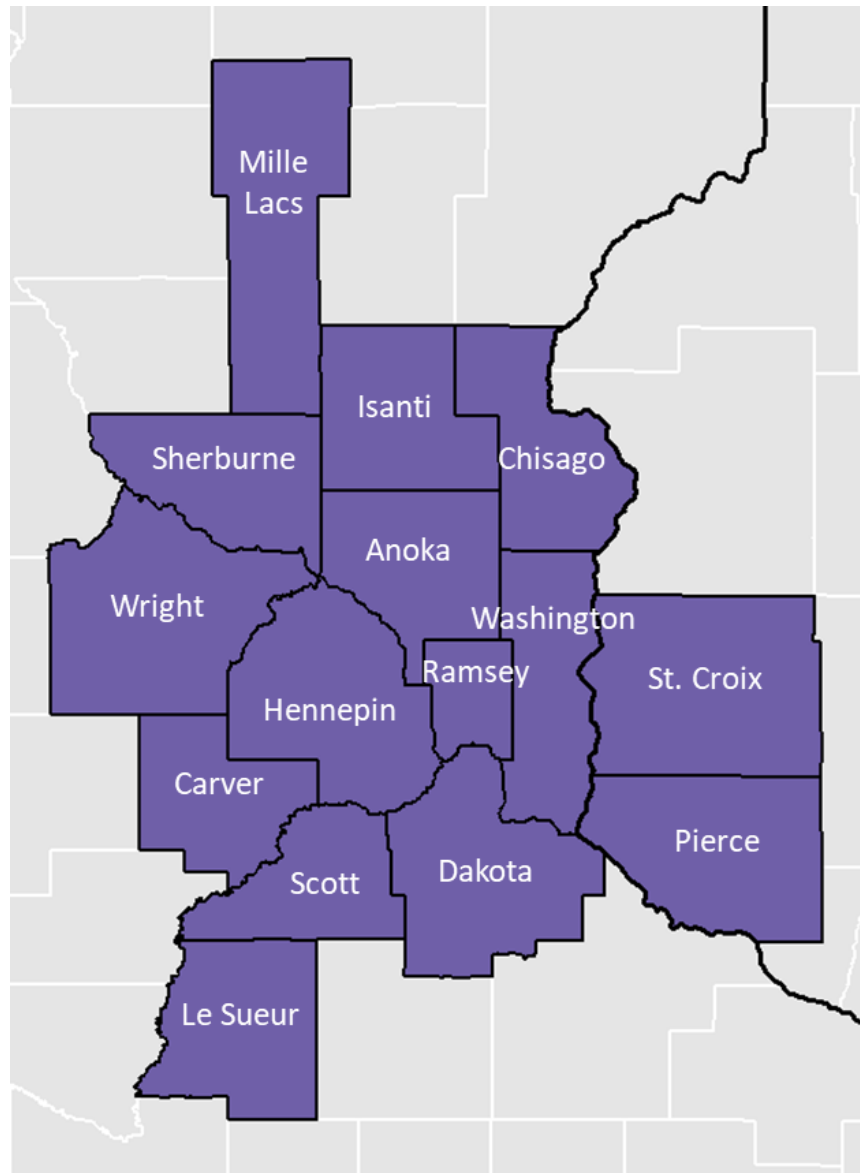 Mille
Lacs
Isanti
Sherburne
Chisago
Anoka
Wright
Washington
Ramsey
St. Croix
Hennepin
Carver
Pierce
Dakota
Scott
Le Sueur